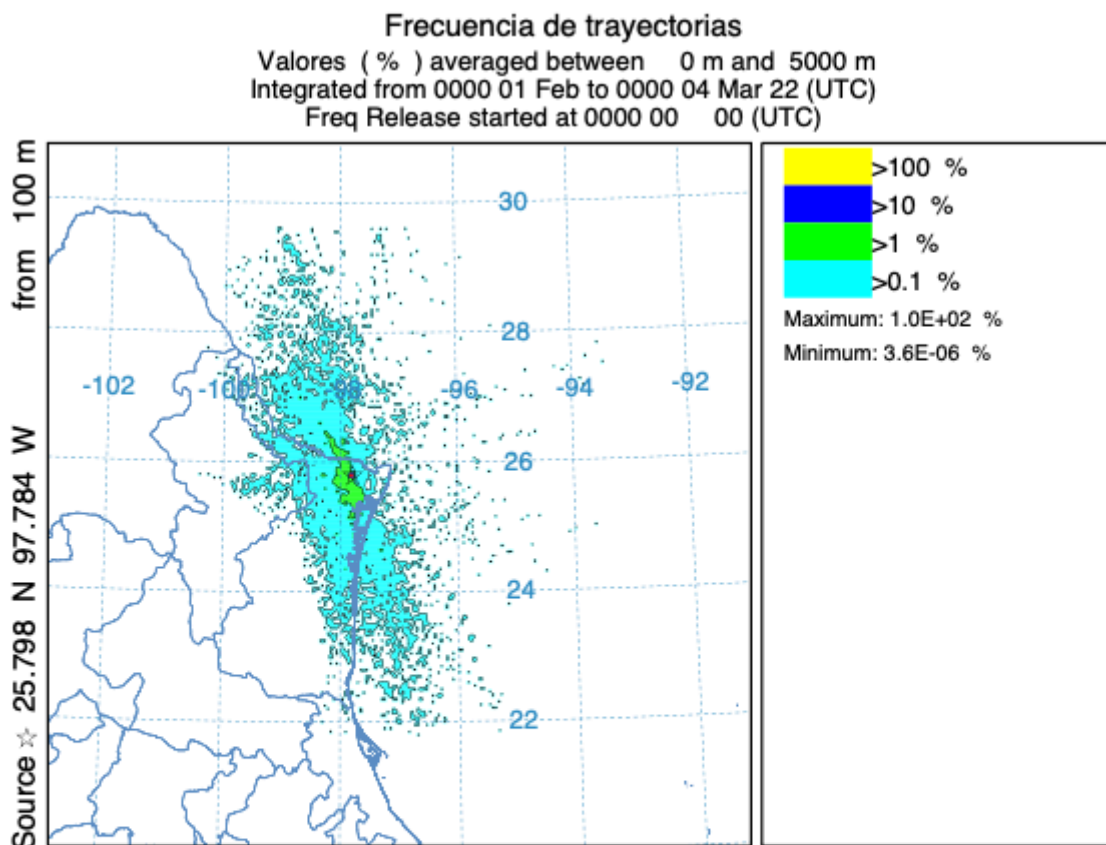 Frecuencia de trayectorias
Valores ( % ) averaged between 0 m and 5000 m
Integrated from 0000 01 Feb to 0000 04 Mar 22 (UTC)
Freq Release started at 0000 00 00 (UTC)
Source ☆ 25.798 N 97.784 W from 100 m
30
28
-102
-100
-98
-96
-94
-92
26
24
22
>100 %
>10 %
>1 %
>0.1 %
Maximum: 1.0E+02 %
Minimum: 3.6E-06 %